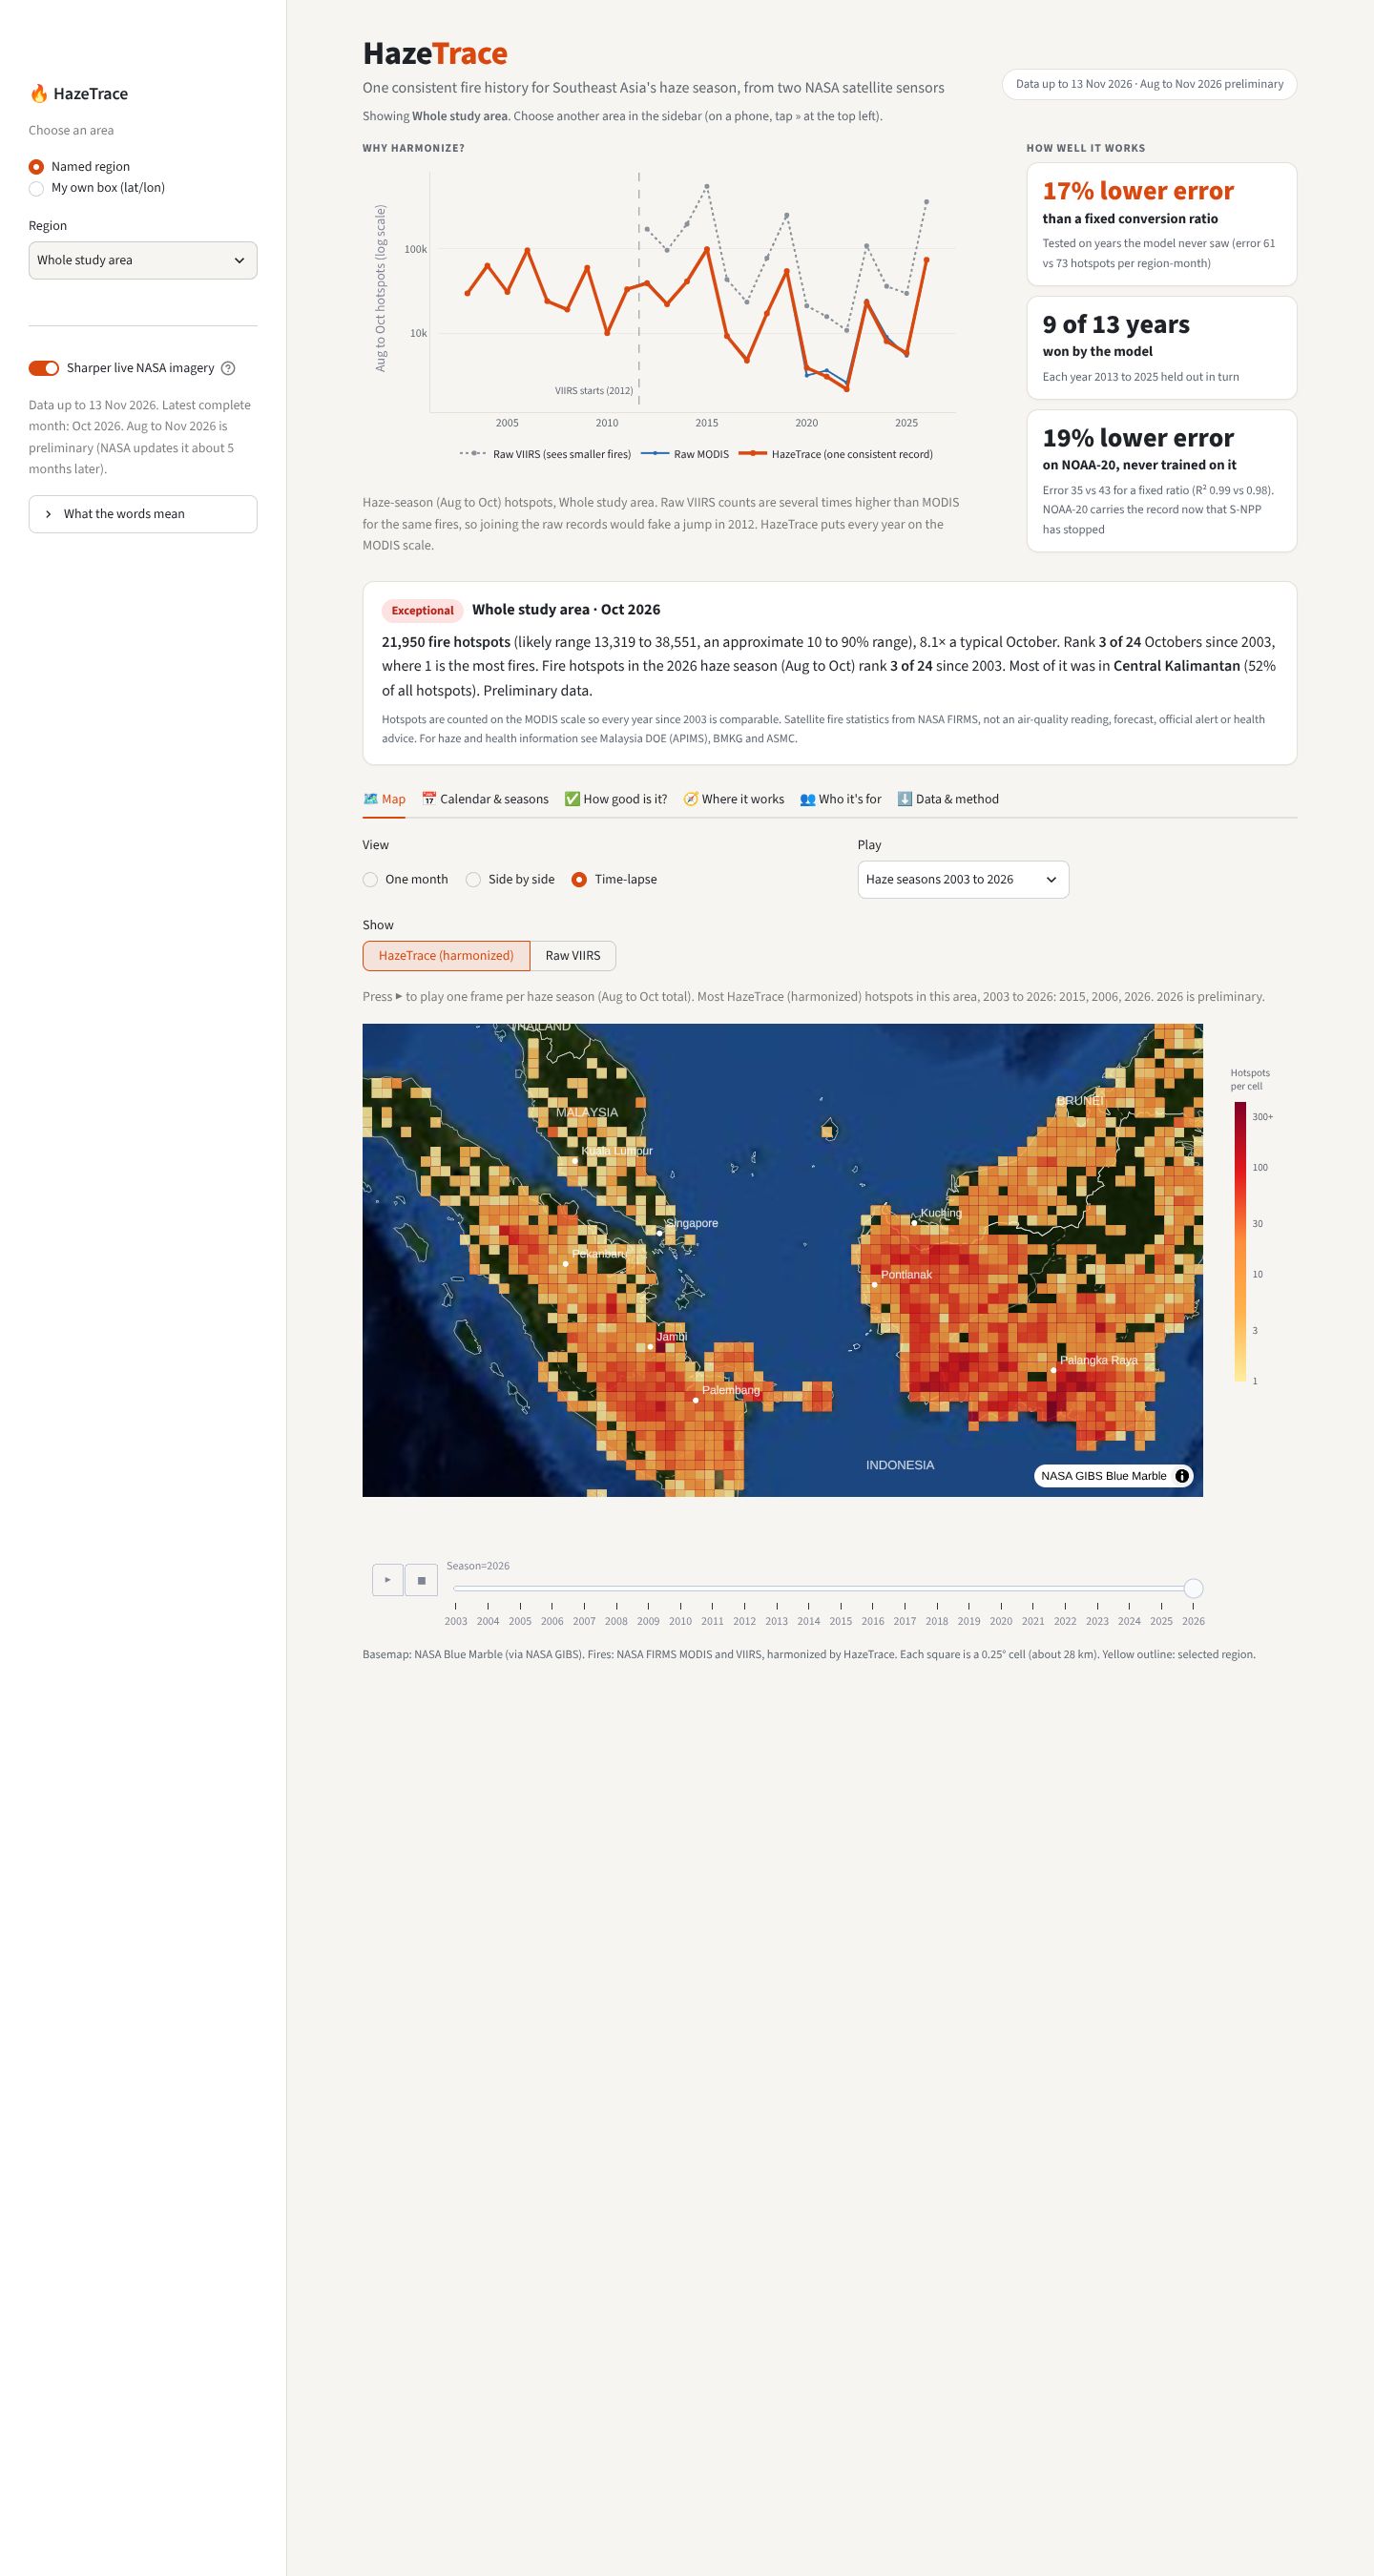 🔥 HazeTrace
Choose an area
Named region
My own box (lat/lon)
Region
Whole study area
Sharper live NASA imagery
Data up to 13 Nov 2026. Latest complete
month: Oct 2026. Aug to Nov 2026 is
preliminary (NASA updates it about 5
months later).
What the words mean
HazeTrace
One consistent fire history for Southeast Asia's haze season, from two NASA satellite sensors
Data up to 13 Nov 2026 · Aug to Nov 2026 preliminary
Showing Whole study area. Choose another area in the sidebar (on a phone, tap » at the top left).
WHY HARMONIZE?
Aug to Oct hotspots (log scale)
100k
10k
VIIRS starts (2012)
2005 2010 2015 2020 2025
Raw VIIRS (sees smaller fires) Raw MODIS HazeTrace (one consistent record)
Haze-season (Aug to Oct) hotspots, Whole study area. Raw VIIRS counts are several times higher than MODIS
for the same fires, so joining the raw records would fake a jump in 2012. HazeTrace puts every year on the
MODIS scale.
HOW WELL IT WORKS
17% lower error
than a fixed conversion ratio
Tested on years the model never saw (error 61
vs 73 hotspots per region-month)
9 of 13 years
won by the model
Each year 2013 to 2025 held out in turn
19% lower error
on NOAA-20, never trained on it
Error 35 vs 43 for a fixed ratio (R² 0.99 vs 0.98).
NOAA-20 carries the record now that S-NPP
has stopped
Exceptional Whole study area · Oct 2026
21,950 fire hotspots (likely range 13,319 to 38,551, an approximate 10 to 90% range), 8.1× a typical October. Rank 3 of 24 Octobers since 2003,
where 1 is the most fires. Fire hotspots in the 2026 haze season (Aug to Oct) rank 3 of 24 since 2003. Most of it was in Central Kalimantan (52%
of all hotspots). Preliminary data.
Hotspots are counted on the MODIS scale so every year since 2003 is comparable. Satellite fire statistics from NASA FIRMS, not an air-quality reading, forecast, official alert or health
advice. For haze and health information see Malaysia DOE (APIMS), BMKG and ASMC.
🗺️ Map 📅 Calendar & seasons ✅ How good is it? 🧭 Where it works 👥 Who it's for ⬇️ Data & method
View
One month Side by side Time-lapse
Play
Haze seasons 2003 to 2026
Show
HazeTrace (harmonized) Raw VIIRS
Press ► to play one frame per haze season (Aug to Oct total). Most HazeTrace (harmonized) hotspots in this area, 2003 to 2026: 2015, 2006, 2026. 2026 is preliminary.
THAILAND
MALAYSIA
BRUNEI
Kuala Lumpur
Singapore
Kuching
Pekanbaru
Pontianak
Jambi
Palangka Raya
Palembang
INDONESIA
NASA GIBS Blue Marble
Hotspots
per cell
300+
100
30
10
3
1
Season=2026
2003 2004 2005 2006 2007 2008 2009 2010 2011 2012 2013 2014 2015 2016 2017 2018 2019 2020 2021 2022 2023 2024 2025 2026
Basemap: NASA Blue Marble (via NASA GIBS). Fires: NASA FIRMS MODIS and VIIRS, harmonized by HazeTrace. Each square is a 0.25° cell (about 28 km). Yellow outline: selected region.